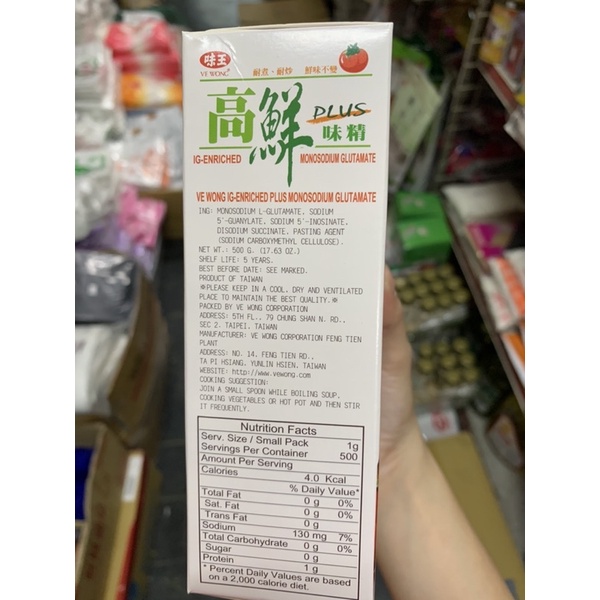 味王
VE WONG
耐煮、耐炒 鮮味不變
高鮮 PLUS
味精
IG-ENRICHED MONOSODIUM GLUTAMATE
VE WONG IG-ENRICHED PLUS MONOSODIUM GLUTAMATE
ING: MONOSODIUM L-GLUTAMATE, SODIUM
5'-GUANYLATE, SODIUM 5'-INOSINATE,
DISODIUM SUCCINATE, PASTING AGENT
(SODIUM CARBOXYMETHYL CELLULOSE).
NET WT.: 500 G. (17.63 OZ.)
SHELF LIFE: 5 YEARS.
BEST BEFORE DATE: SEE MARKED.
PRODUCT OF TAIWAN
※PLEASE KEEP IN A COOL, DRY AND VENTILATED
PLACE TO MAINTAIN THE BEST QUALITY.※
PACKED BY VE WONG CORPORATION
ADDRESS: 5TH FL., 79 CHUNG SHAN N. RD.,
SEC 2. TAIPEI, TAIWAN
MANUFACTURER: VE WONG CORPORATION FENG TIEN
PLANT
ADDRESS: NO. 14, FENG TIEN RD.,
TA PI HSIANG, YUNLIN HSIEN, TAIWAN
WEBSITE: http://www.vewong.com
COOKING SUGGESTION:
JOIN A SMALL SPOON WHILE BOILING SOUP,
COOKING VEGETABLES OR HOT POT AND THEN STIR
IT FREQUENTLY.
Nutrition Facts
Serv. Size / Small Pack 1g
Servings Per Container 500
Amount Per Serving
Calories 4.0 Kcal
% Daily Value*
Total Fat 0 g 0%
Sat. Fat 0 g 0%
Trans Fat 0 g
Sodium 130 mg 7%
Total Carbohydrate 0 g 0%
Sugar 0 g
Protein 1 g
* Percent Daily Values are based
on a 2,000 calorie diet.